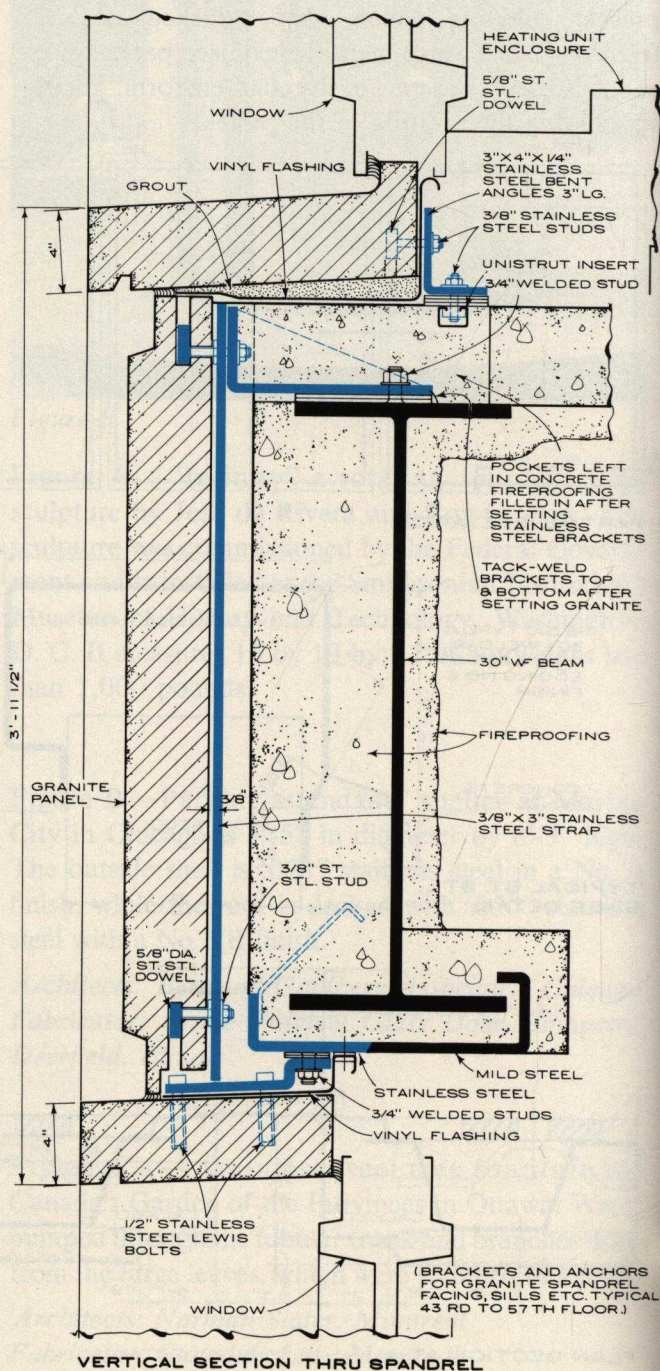 HEATING UNIT
ENCLOSURE
5/8" ST.
STL.
DOWEL
WINDOW
VINYL FLASHING
GROUT
3"X4"X1/4"
STAINLESS
STEEL BENT
ANGLES 3" LG.
3/8" STAINLESS
STEEL STUDS
UNISTRUT INSERT
3/4" WELDED STUD
4"
POCKETS LEFT
IN CONCRETE
FIREPROOFING
FILLED IN AFTER
SETTING
STAINLESS
STEEL BRACKETS
TACK-WELD
BRACKETS TOP
& BOTTOM AFTER
SETTING GRANITE
30" WF BEAM
3'-11 1/2"
FIREPROOFING
GRANITE
PANEL
3/8"
3/8"X3" STAINLESS
STEEL STRAP
3/8" ST.
STL. STUD
5/8" DIA.
ST. STL.
DOWEL
MILD STEEL
STAINLESS STEEL
3/4" WELDED STUDS
VINYL FLASHING
4"
1/2" STAINLESS
STEEL LEWIS
BOLTS
WINDOW
(BRACKETS AND ANCHORS
FOR GRANITE SPANDREL
FACING, SILLS ETC. TYPICAL
43 RD TO 57 TH FLOOR.)
VERTICAL SECTION THRU SPANDREL